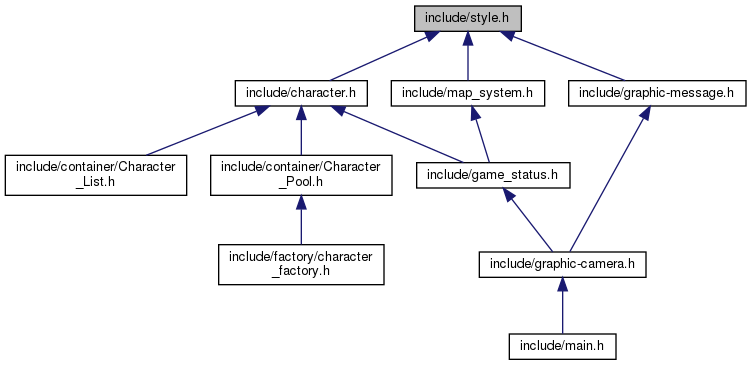 include/style.h
include/character.h
include/map_system.h
include/graphic-message.h
include/container/Character
_List.h
include/container/Character
_Pool.h
include/game_status.h
include/factory/character
_factory.h
include/graphic-camera.h
include/main.h